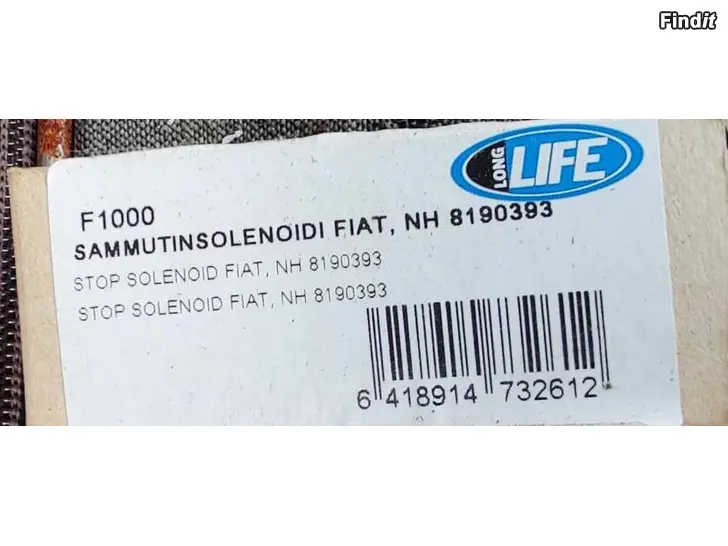 Findit
LONG LIFE
F1000
SAMMUTINSOLENOIDI FIAT, NH 8190393
STOP SOLENOID FIAT, NH 8190393
STOP SOLENOID FIAT, NH 8190393
6 418914 732612